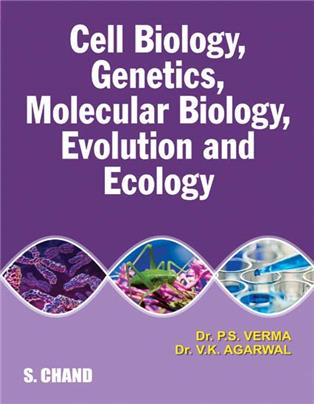 Cell Biology,
Genetics,
Molecular Biology,
Evolution and
Ecology
Dr. P.S. VERMA
Dr. V.K. AGARWAL
S. CHAND